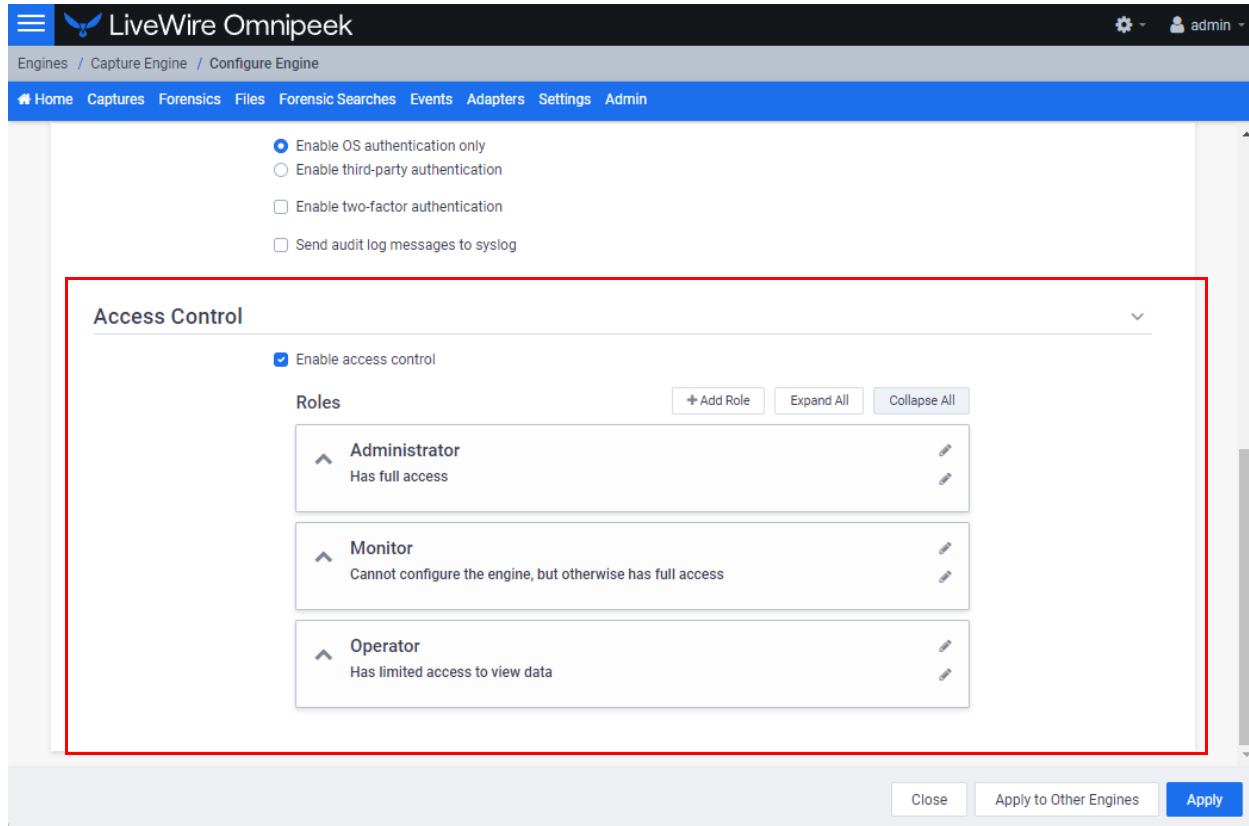 LiveWire Omnipeek
admin
Engines / Capture Engine / Configure Engine
Home Captures Forensics Files Forensic Searches Events Adapters Settings Admin
Enable OS authentication only
Enable third-party authentication
Enable two-factor authentication
Send audit log messages to syslog
Access Control
Enable access control
Roles
+ Add Role Expand All Collapse All
Administrator
Has full access
Monitor
Cannot configure the engine, but otherwise has full access
Operator
Has limited access to view data
Close Apply to Other Engines Apply